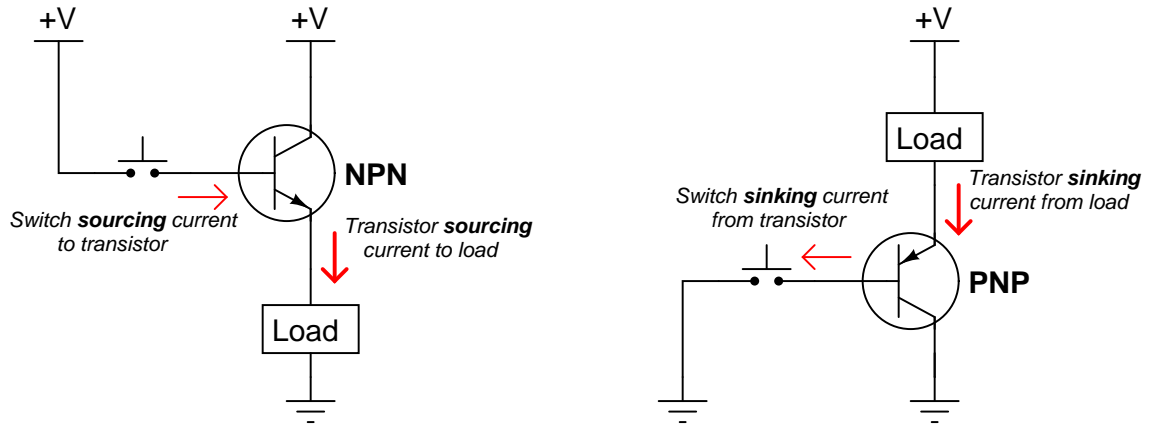 +V
+V
NPN
Switch sourcing current
to transistor
Transistor sourcing
current to load
Load
+V
Load
Transistor sinking
current from load
Switch sinking current
from transistor
PNP